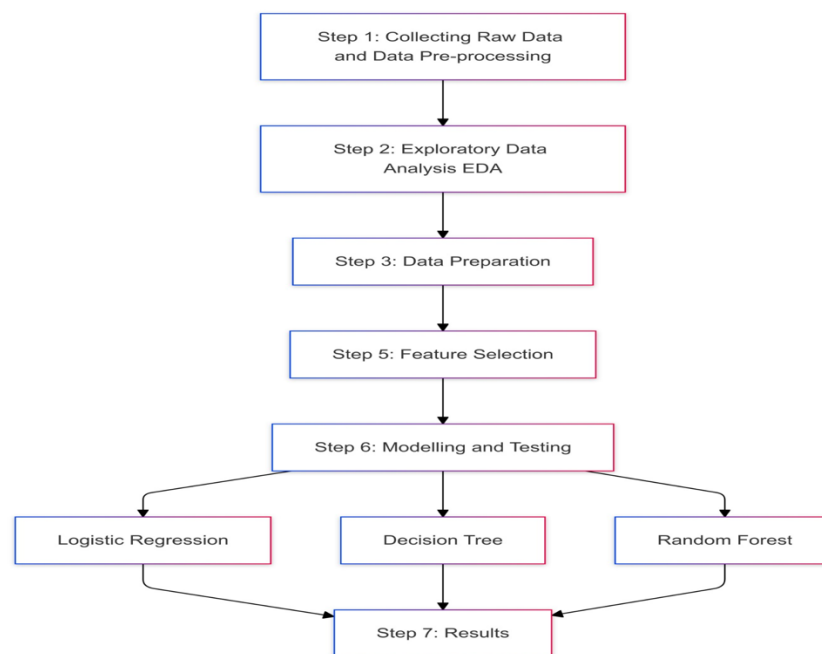 Step 1: Collecting Raw Data
and Data Pre-processing
Step 2: Exploratory Data
Analysis EDA
Step 3: Data Preparation
Step 5: Feature Selection
Step 6: Modelling and Testing
Logistic Regression
Decision Tree
Random Forest
Step 7: Results